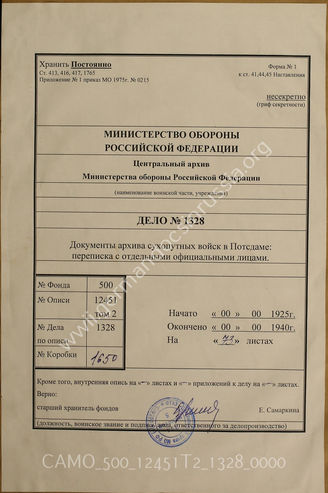 Хранить Постоянно
Форма № 1
Ст. 413, 416, 417, 1765
к ст. 41,44,45 Наставления
Приложение № 1 приказ МО 1975г. № 0215
несекретно
(гриф секретности)
МИНИСТЕРСТВО ОБОРОНЫ
РОССИЙСКОЙ ФЕДЕРАЦИИ
Центральный архив
Министерства обороны Российской Федерации
(наименование воинской части, учреждения)
ДЕЛО № 1328
Документы архива сухопутных войск в Потсдаме:
переписка с отдельными официальными лицами.
№ Фонда 500
№ Описи 12451
том 2
№ Дела 1328
по описи
№ Коробки 1650
Начато « 00 » 00 1925г.
Окончено « 00 » 00 1940г.
На « 73 » листах
Кроме того, внутренняя опись на «–» листах и «–» приложений к делу на «–» листах.
Верно:
старший хранитель фондов
Е. Самаркина
(должность, воинское звание и подпись лица, ответственного за делопроизводство)
www.germandocsinrussia.org
CAMO_500_12451T2_1328_0000